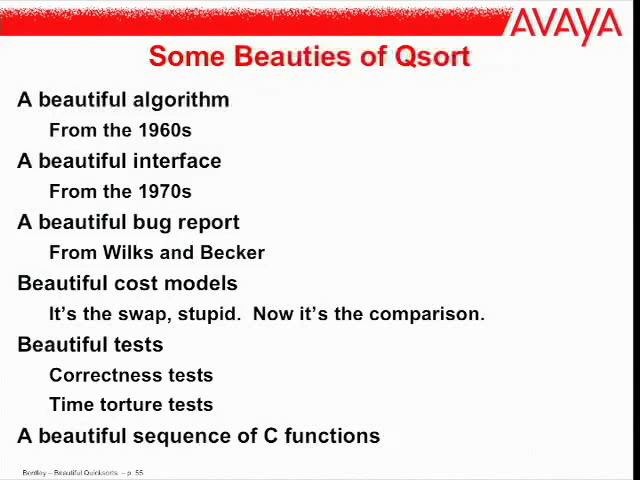 AVAYA
Some Beauties of Qsort
A beautiful algorithm
From the 1960s
A beautiful interface
From the 1970s
A beautiful bug report
From Wilks and Becker
Beautiful cost models
It's the swap, stupid.  Now it's the comparison.
Beautiful tests
Correctness tests
Time torture tests
A beautiful sequence of C functions
Bentley – Beautiful Quicksorts – p. 55